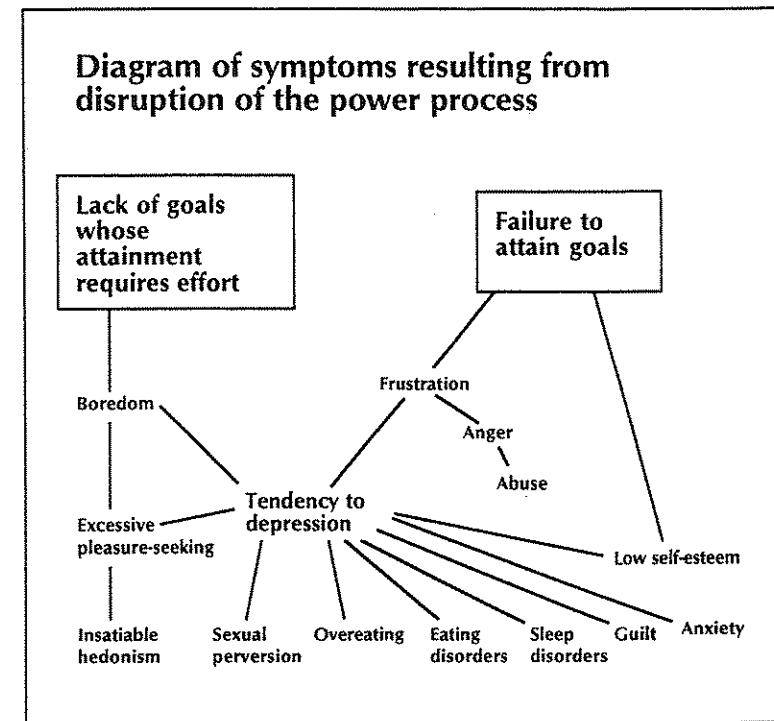 Diagram of symptoms resulting from
disruption of the power process
Lack of goals
whose
attainment
requires effort
Failure to
attain goals
Frustration
Boredom
Anger
Abuse
Tendency to
depression
Excessive
pleasure-seeking
Low self-esteem
Insatiable
hedonism
Sexual
perversion
Overeating
Eating
disorders
Sleep
disorders
Guilt
Anxiety